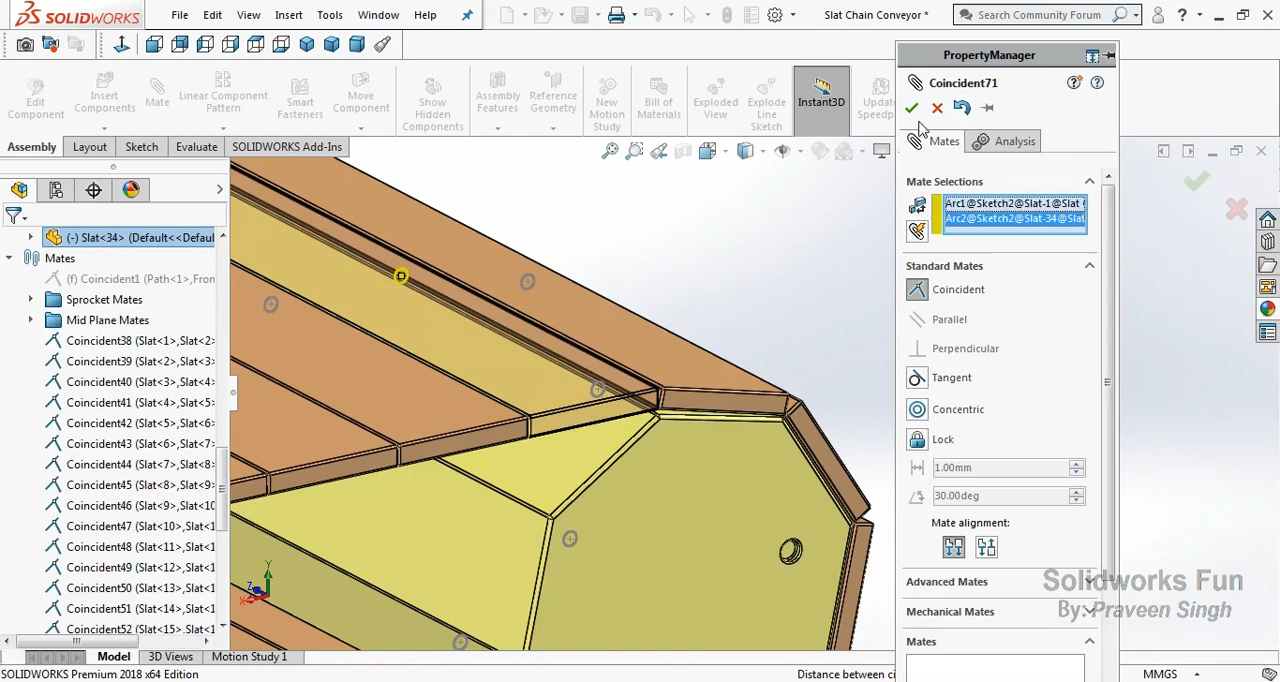 SOLIDWORKS
File Edit View Insert Tools Window Help
Slat Chain Conveyor *
Search Community Forum
Edit Component
Insert Components
Mate
Linear Component Pattern
Smart Fasteners
Move Component
Show Hidden Components
Assembly Features
Reference Geometry
New Motion Study
Bill of Materials
Exploded View
Explode Line Sketch
Instant3D
Updat
Speedp
Assembly Layout Sketch Evaluate SOLIDWORKS Add-Ins
(-) Slat<34> (Default<<Defaul
Mates
(f) Coincident1 (Path<1>,Fron
Sprocket Mates
Mid Plane Mates
Coincident38 (Slat<1>,Slat<2>
Coincident39 (Slat<2>,Slat<3>
Coincident40 (Slat<3>,Slat<4>
Coincident41 (Slat<4>,Slat<5>
Coincident42 (Slat<5>,Slat<6>
Coincident43 (Slat<6>,Slat<7>
Coincident44 (Slat<7>,Slat<8>
Coincident45 (Slat<8>,Slat<9>
Coincident46 (Slat<9>,Slat<10
Coincident47 (Slat<10>,Slat<1
Coincident48 (Slat<11>,Slat<1
Coincident49 (Slat<12>,Slat<1
Coincident50 (Slat<13>,Slat<1
Coincident51 (Slat<14>,Slat<1
Coincident52 (Slat<15>,Slat<1
PropertyManager
Coincident71
Mates Analysis
Mate Selections
Arc1@Sketch2@Slat-1@Slat
Arc2@Sketch2@Slat-34@Slat
Standard Mates
Coincident
Parallel
Perpendicular
Tangent
Concentric
Lock
1.00mm
30.00deg
Mate alignment:
Advanced Mates
Mechanical Mates
Mates
Solidworks Fun
By: Praveen Singh
Y
Z
X
Model 3D Views Motion Study 1
SOLIDWORKS Premium 2018 x64 Edition
Distance between ci
MMGS